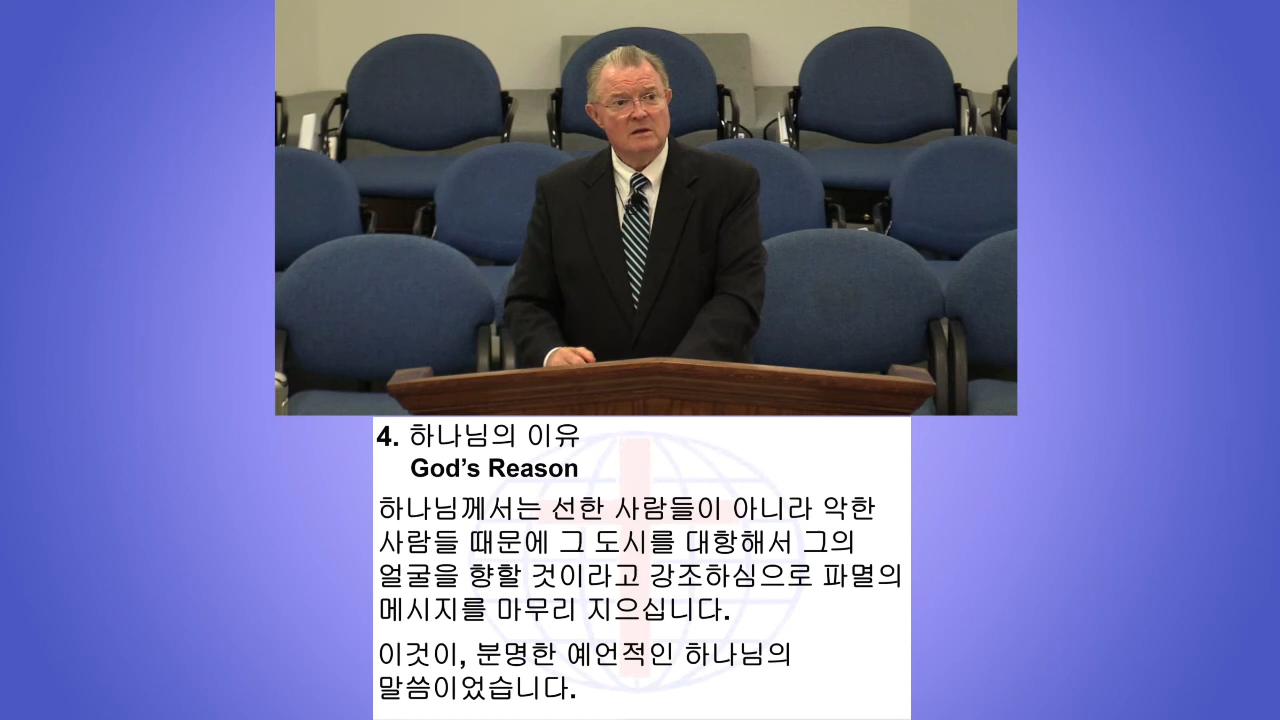 4. 하나님의 이유
God's Reason
하나님께서는 선한 사람들이 아니라 악한
사람들 때문에 그 도시를 대항해서 그의
얼굴을 향할 것이라고 강조하심으로 파멸의
메시지를 마무리 지으십니다.
이것이, 분명한 예언적인 하나님의
말씀이었습니다.